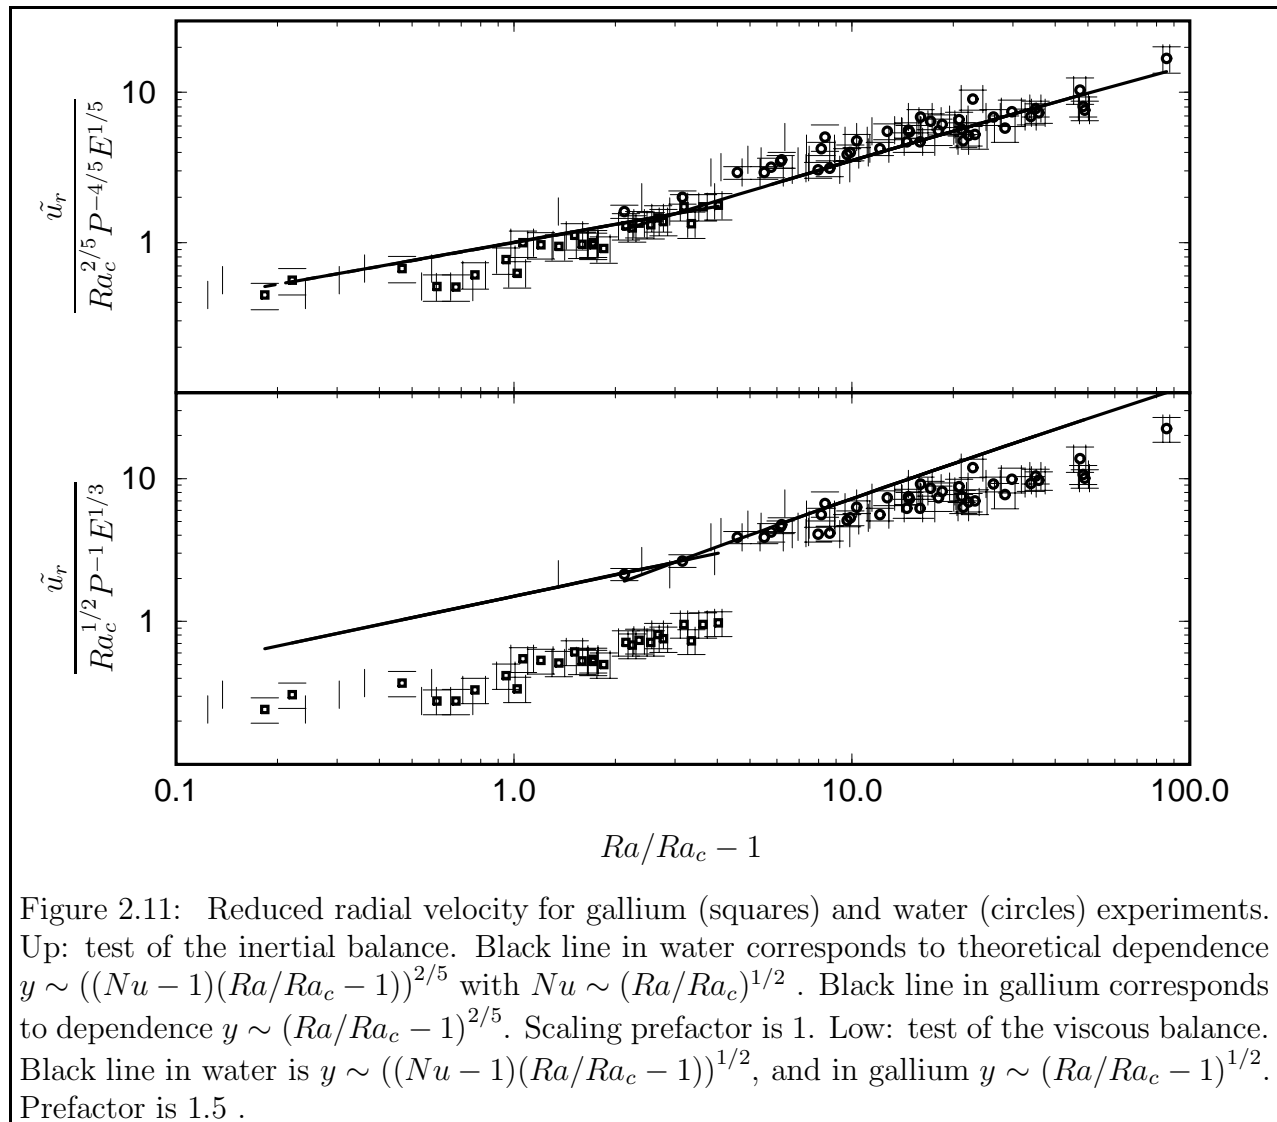 10
1
ũ_r
Ra_c^{2/5} P^{−4/5} E^{1/5}
10
1
ũ_r
Ra_c^{1/2} P^{−1} E^{1/3}
0.1 1.0 10.0 100.0
Ra/Ra_c − 1
Figure 2.11: Reduced radial velocity for gallium (squares) and water (circles) experiments.
Up: test of the inertial balance. Black line in water corresponds to theoretical dependence
y ∼ ((Nu − 1)(Ra/Ra_c − 1))^{2/5} with Nu ∼ (Ra/Ra_c)^{1/2} . Black line in gallium corresponds
to dependence y ∼ (Ra/Ra_c − 1)^{2/5}. Scaling prefactor is 1. Low: test of the viscous balance.
Black line in water is y ∼ ((Nu − 1)(Ra/Ra_c − 1))^{1/2}, and in gallium y ∼ (Ra/Ra_c − 1)^{1/2}.
Prefactor is 1.5 .